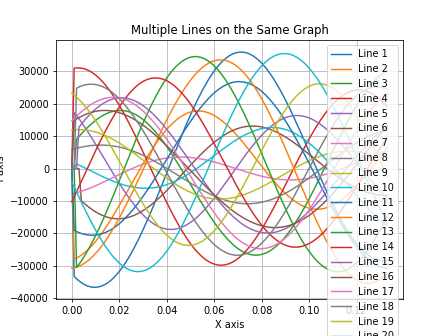 Multiple Lines on the Same Graph
30000
20000
10000
0
−10000
−20000
−30000
−40000
0.00
0.02
0.04
0.06
0.08
0.10
X axis
Line 1
Line 2
Line 3
Line 4
Line 5
Line 6
Line 7
Line 8
Line 9
Line 10
Line 11
Line 12
Line 13
Line 14
Line 15
Line 16
Line 17
Line 18
Line 19
Line 20